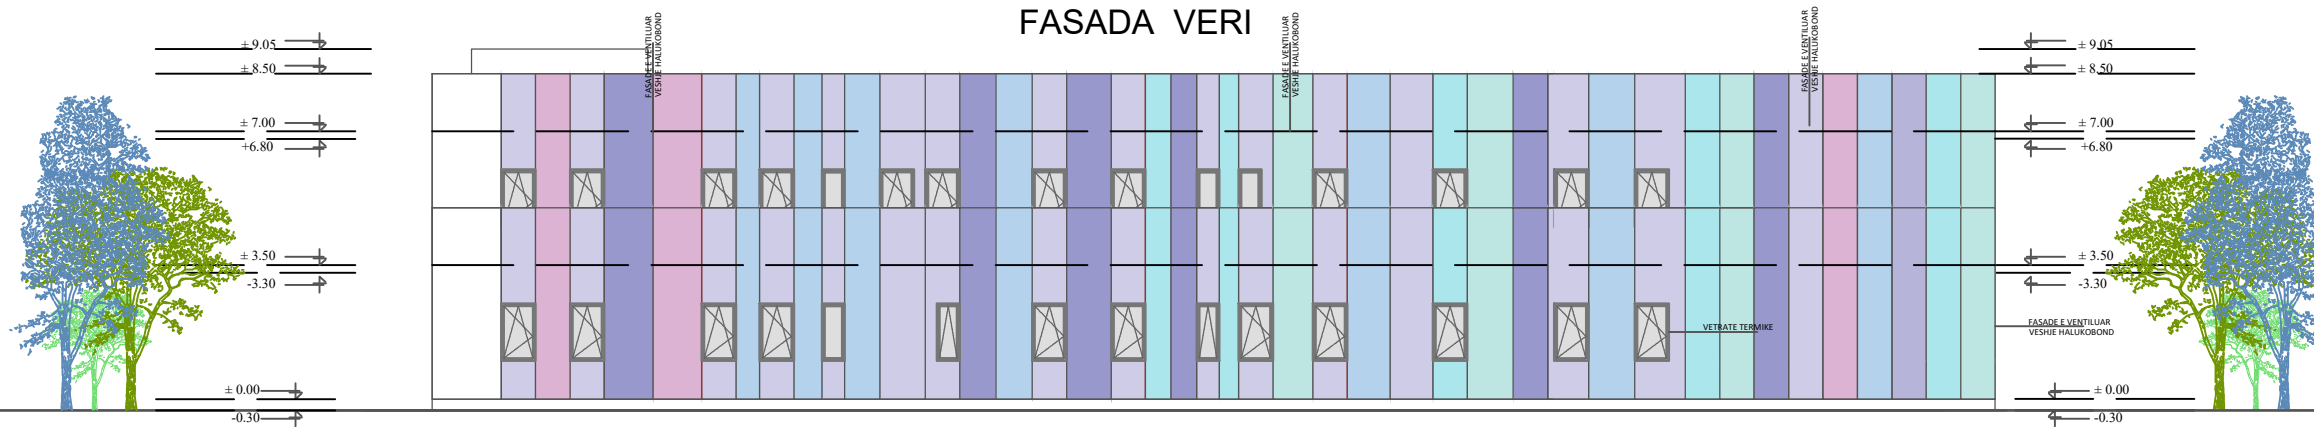 FASADA VERI
FASADE E VENTILUAR
VESHJE HALUKOBOND
FASADE E VENTILUAR
VESHJE HALUKOBOND
FASADE E VENTILUAR
VESHJE HALUKOBOND
± 9.05
± 8.50
± 7.00
+6.80
± 3.50
-3.30
± 0.00
-0.30
± 9.05
± 8.50
± 7.00
+6.80
± 3.50
-3.30
VETRATE TERMIKE
FASADE E VENTILUAR
VESHJE HALUKOBOND
± 0.00
-0.30